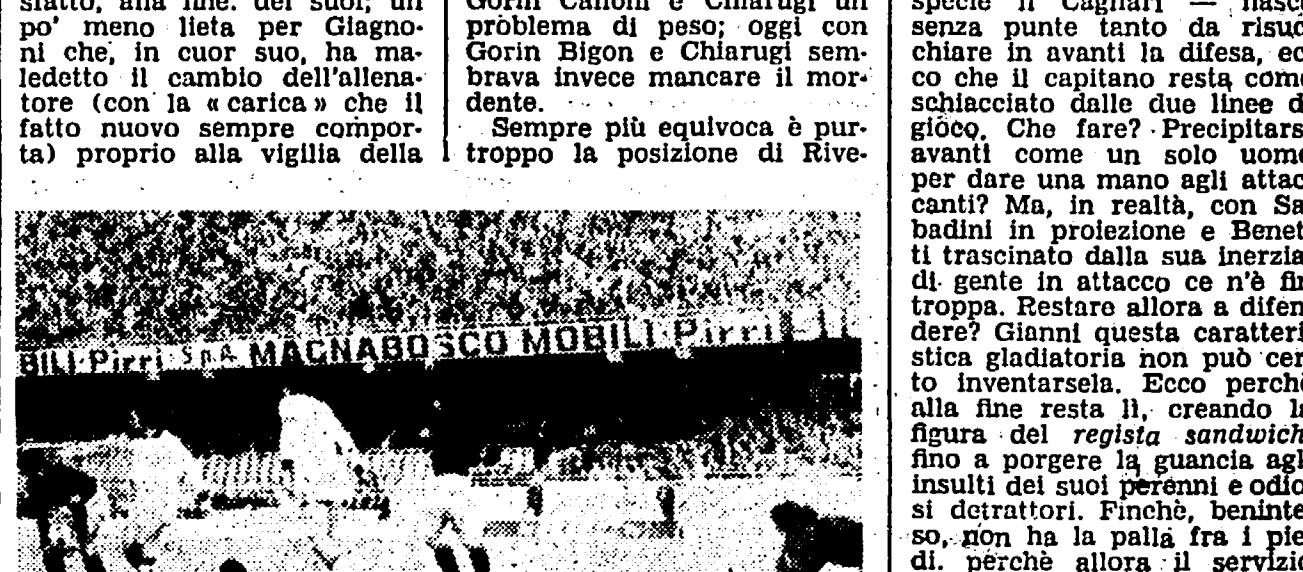 sfatto, alla fine. dei suoi; un
po' meno lieta per Giagno-
ni che, in cuor suo, ha ma-
ledetto il cambio dell'allena-
tore (con la « carica » che il
fatto nuovo sempre compor-
ta) proprio alla vigilia della
Gorin Canoni e Chiarugi un
problema di peso; oggi con
Gorin Bigon e Chiarugi sem-
brava invece mancare il mor-
dente.
Sempre più equivoca è pur-
troppo la posizione di Rive-
BILI·Pirri S.p.A. MAGNABOSCO MOBILI·Pirri
specie il Cagliari — nasc
senza punte tanto da risuc
chiare in avanti la difesa, ec
co che il capitano resta come
schiacciato dalle due linee d
gioco. Che fare? Precipitars
avanti come un solo uomo
per dare una mano agli attac
canti? Ma, in realtà, con Sa
badini in proiezione e Benet
ti trascinato dalla sua inerzia
di gente in attacco ce n'è fin
troppa. Restare allora a difen
dere? Gianni questa caratteri
stica gladiatoria non può cer
to inventarsela. Ecco perchè
alla fine resta lì, creando la
figura del regista sandwich
fino a porgere la guancia agl
insulti dei suoi perenni e odio
si detrattori. Finchè, beninte
so, non ha la palla fra i pie
di. perchè allora il servizio